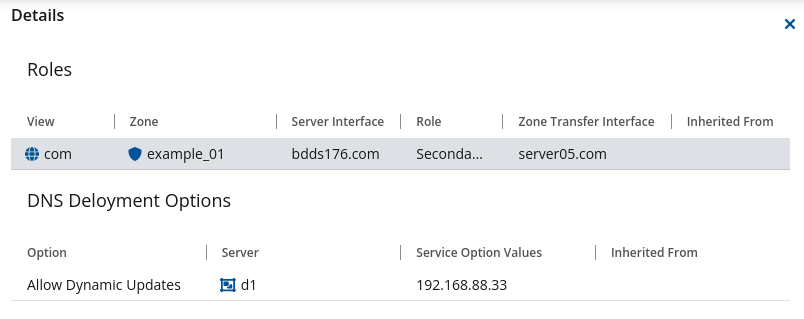 Details
Roles
View Zone Server Interface Role Zone Transfer Interface Inherited From
com example_01 bdds176.com Seconda... server05.com
DNS Deloyment Options
Option Server Service Option Values Inherited From
Allow Dynamic Updates d1 192.168.88.33